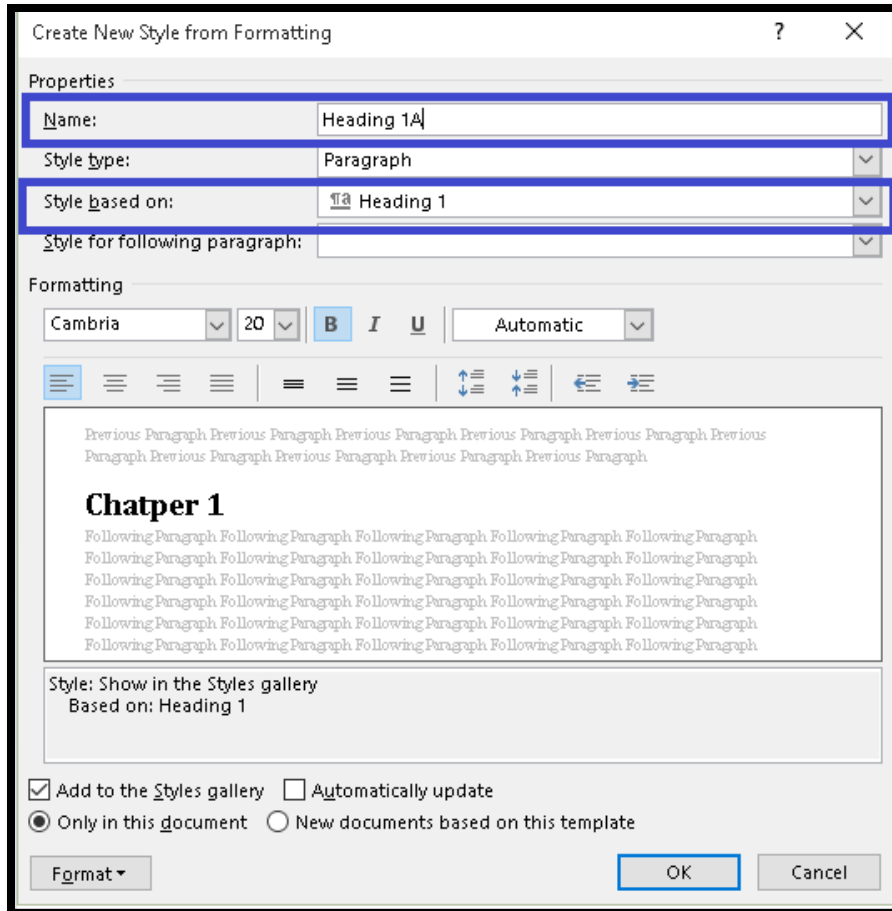 Create New Style from Formatting ?
Properties
Name: Heading 1A
Style type: Paragraph
Style based on: ¶a Heading 1
Style for following paragraph:
Formatting
Cambria 20 B I U Automatic
Previous Paragraph Previous Paragraph Previous Paragraph Previous Paragraph Previous Paragraph Previous
Paragraph Previous Paragraph Previous Paragraph Previous Paragraph Previous Paragraph
Chatper 1
Following Paragraph Following Paragraph Following Paragraph Following Paragraph Following Paragraph
Following Paragraph Following Paragraph Following Paragraph Following Paragraph Following Paragraph
Following Paragraph Following Paragraph Following Paragraph Following Paragraph Following Paragraph
Following Paragraph Following Paragraph Following Paragraph Following Paragraph Following Paragraph
Following Paragraph Following Paragraph Following Paragraph Following Paragraph Following Paragraph
Following Paragraph Following Paragraph Following Paragraph Following Paragraph Following Paragraph
Style: Show in the Styles gallery
Based on: Heading 1
Add to the Styles gallery Automatically update
Only in this document New documents based on this template
Format OK Cancel